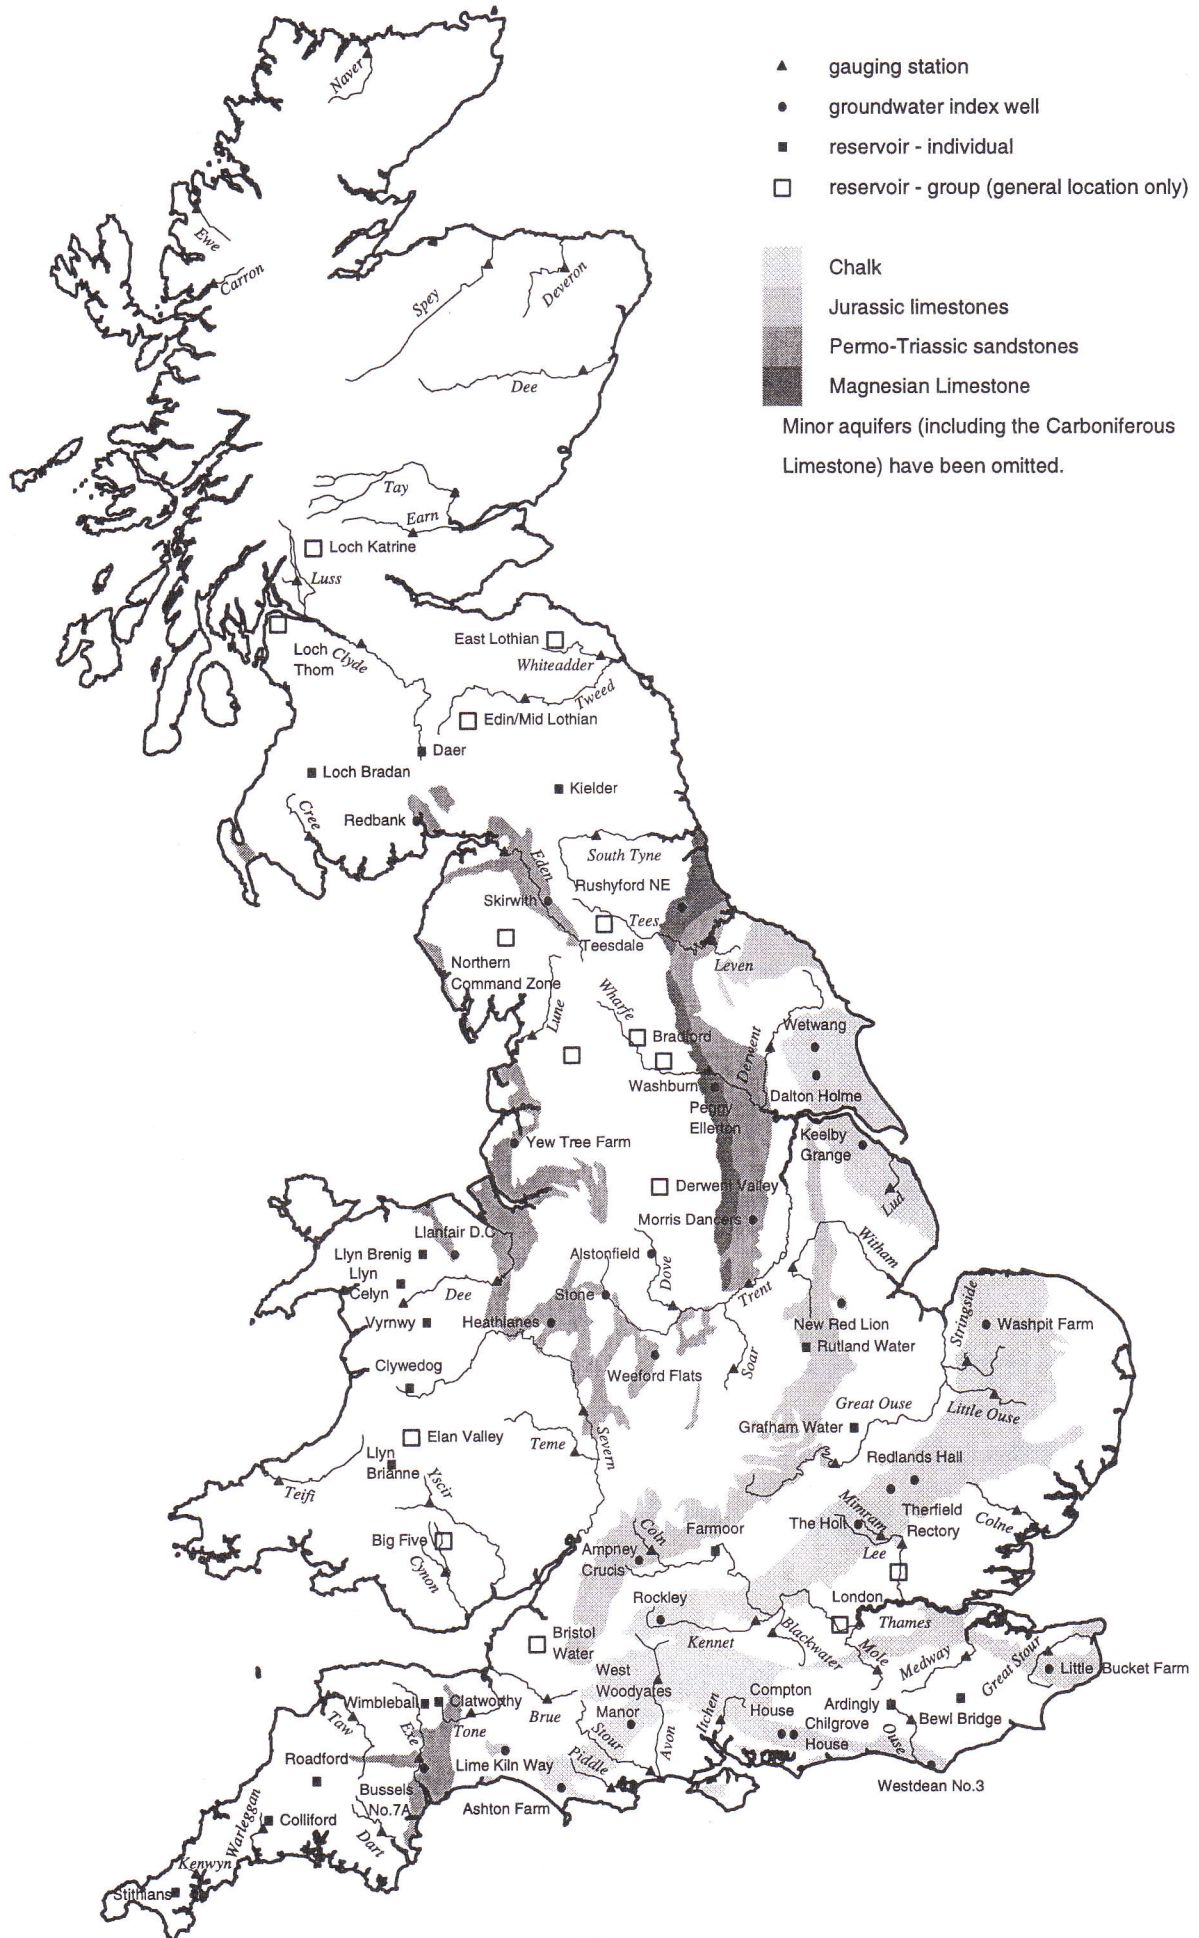 gauging station
groundwater index well
reservoir - individual
reservoir - group (general location only)
Chalk
Jurassic limestones
Permo-Triassic sandstones
Magnesian Limestone
Minor aquifers (including the Carboniferous
Limestone) have been omitted.
Naver
Ewe
Carron
Spey
Deveron
Dee
Tay
Earn
Loch Katrine
Luss
Loch
Thom
Clyde
East Lothian
Whiteadder
Tweed
Edin/Mid Lothian
Daer
Loch Bradan
Kielder
Cree
Redbank
South Tyne
Eden
Rushyford NE
Skirwith
Tees
Teesdale
Northern
Command Zone
Leven
Lune
Wharfe
Wetwang
Bradford
Derwent
Washburn
Dalton Holme
Peggy
Ellerton
Keelby
Grange
Yew Tree Farm
Derwent Valley
Lud
Morris Dancers
Llanfair D.C
Witham
Llyn Brenig
Alstonfield
Llyn
Celyn
Dee
Dove
Trent
Stone
Stringside
Vyrnwy
Heathlanes
New Red Lion
Washpit Farm
Rutland Water
Clywedog
Weeford Flats
Soar
Great Ouse
Little Ouse
Grafham Water
Elan Valley
Teme
Severn
Llyn
Brianne
Redlands Hall
Teifi
Yscir
Mimram
Therfield
Rectory
The Holt
Colne
Big Five
Coln
Farmoor
Lee
Ampney
Crucis
Cynon
London
Rockley
Thames
Kennet
Blackwater
Mole
Medway
Great Stour
Bristol
Water
Little Bucket Farm
West
Woodyates
Manor
Compton
House
Ardingly
Bewl Bridge
Wimbleball
Clatworthy
Taw
Exe
Tone
Brue
Stour
Avon
Itchen
Chilgrove
House
Ouse
Roadford
Lime Kiln Way
Piddle
Westdean No.3
Bussels
No.7A
Ashton Farm
Warleggan
Colliford
Dart
Kenwyn
Stithians